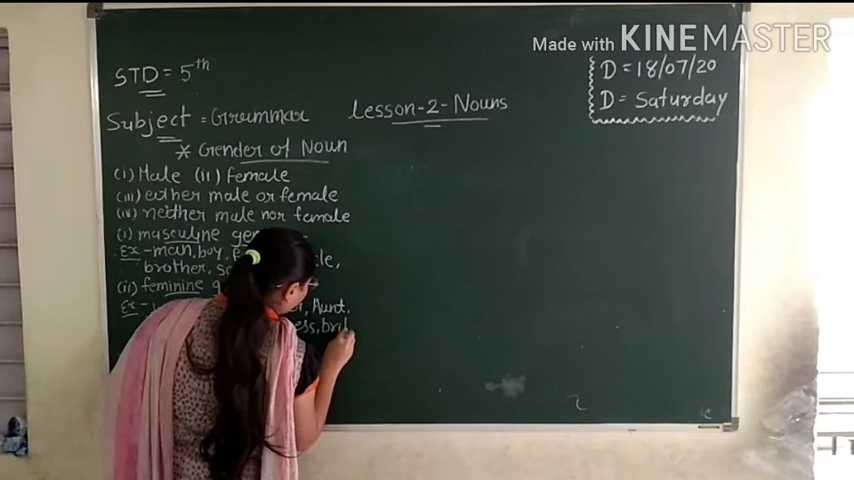 Made with KINEMASTER
STD = 5th
D = 18/07/20
D = Saturday
Subject = Grammar
Lesson-2-Nouns
* Gender of Noun
(i) Male (ii) female
(iii) either male or female
(iv) neither male nor female
(i) masculine
Ex - man, boy,
brother,
(ii) feminine
Ex -
Aunt.